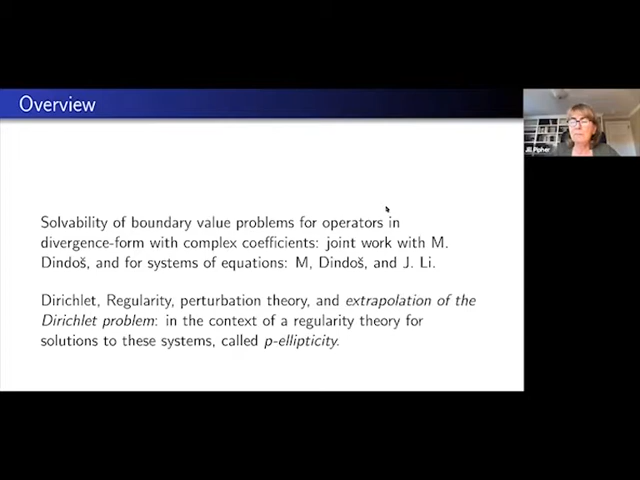 Overview
Jill Pipher
Solvability of boundary value problems for operators in
divergence-form with complex coefficients: joint work with M.
Dindoš, and for systems of equations: M, Dindoš, and J. Li.
Dirichlet, Regularity, perturbation theory, and extrapolation of the
Dirichlet problem: in the context of a regularity theory for
solutions to these systems, called p-ellipticity.